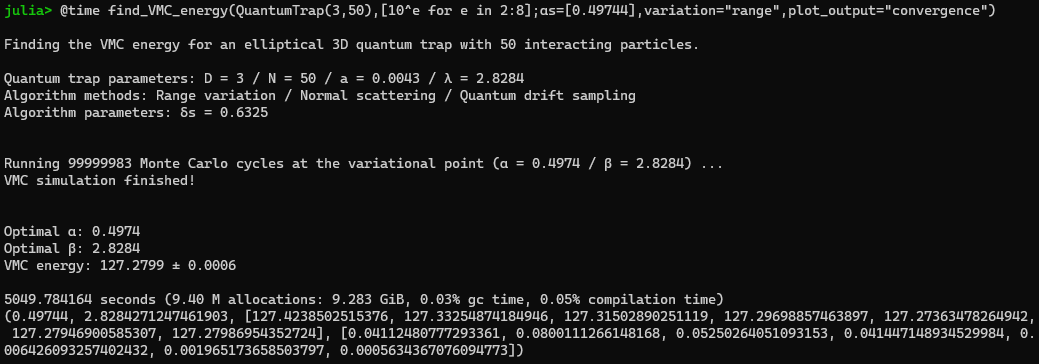 julia> @time find_VMC_energy(QuantumTrap(3,50),[10^e for e in 2:8];αs=[0.49744],variation="range",plot_output="convergence")
Finding the VMC energy for an elliptical 3D quantum trap with 50 interacting particles.
Quantum trap parameters: D = 3 / N = 50 / a = 0.0043 / λ = 2.8284
Algorithm methods: Range variation / Normal scattering / Quantum drift sampling
Algorithm parameters: δs = 0.6325
Running 99999983 Monte Carlo cycles at the variational point (α = 0.4974 / β = 2.8284) ...
VMC simulation finished!
Optimal α: 0.4974
Optimal β: 2.8284
VMC energy: 127.2799 ± 0.0006
5049.784164 seconds (9.40 M allocations: 9.283 GiB, 0.03% gc time, 0.05% compilation time)
(0.49744, 2.8284271247461903, [127.4238502515376, 127.33254874184946, 127.31502890251119, 127.29698857463897, 127.27363478264942,
127.27946900585307, 127.27986954352724], [0.04112480777293361, 0.0800111266148168, 0.05250264051093153, 0.041447148934529984, 0.
006426093257402432, 0.001965173658503797, 0.0005634367076094773])